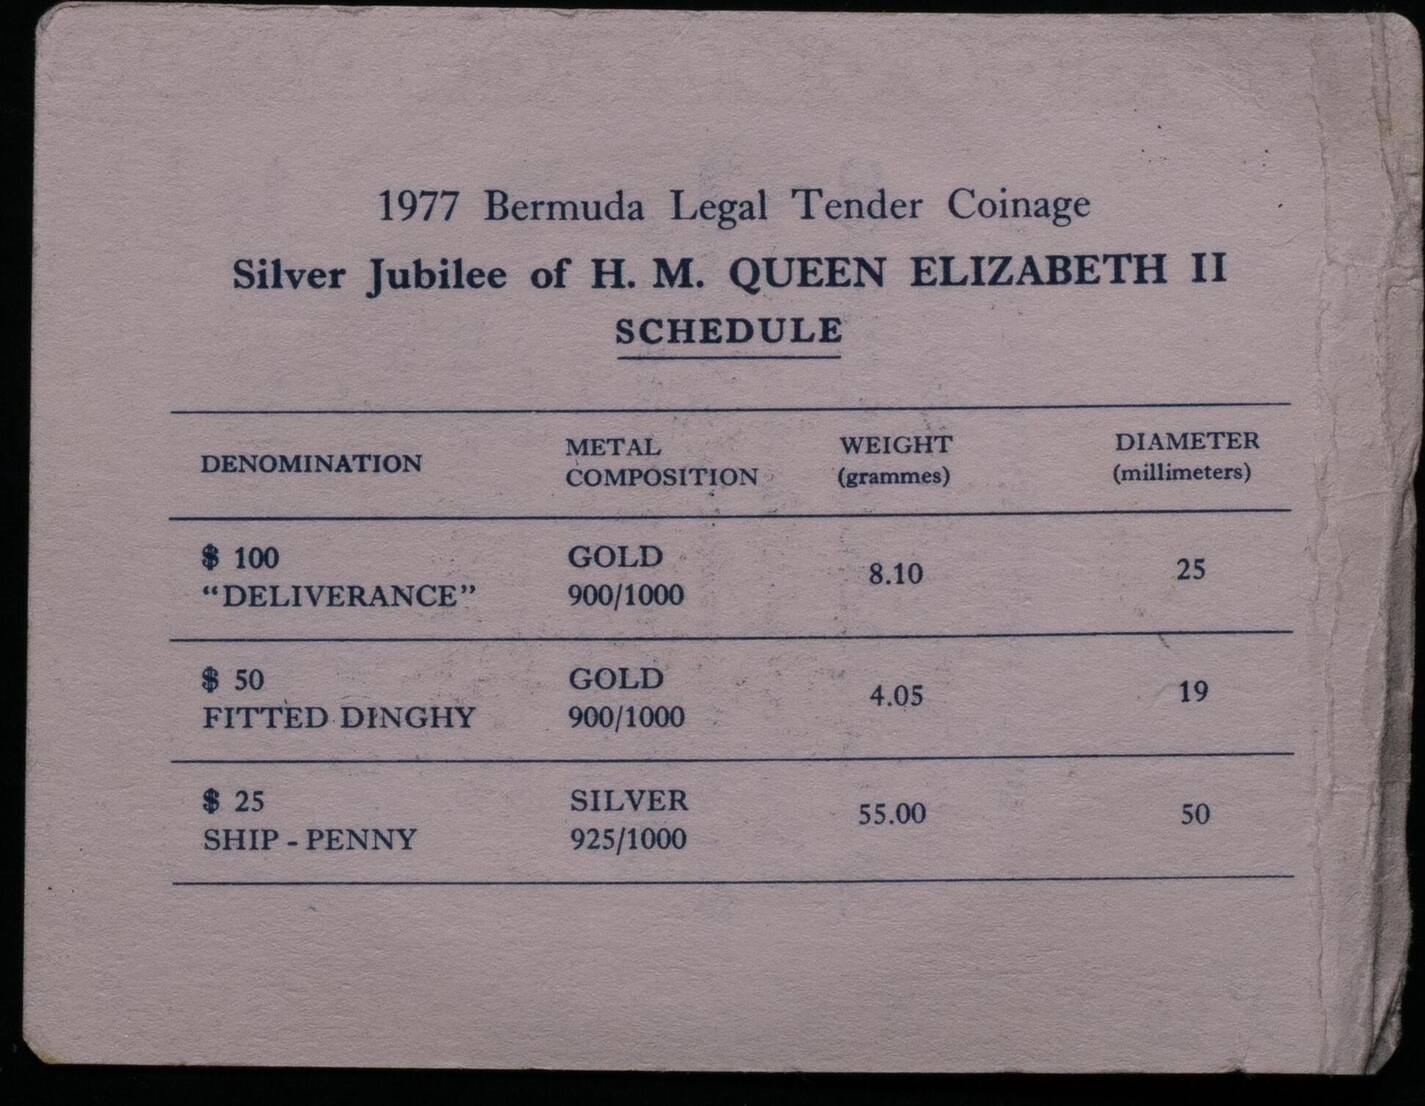 1977 Bermuda Legal Tender Coinage
Silver Jubilee of H. M. QUEEN ELIZABETH II
SCHEDULE
DENOMINATION METAL COMPOSITION WEIGHT (grammes) DIAMETER (millimeters)
$ 100 GOLD
"DELIVERANCE" 900/1000 8.10 25
$ 50 GOLD
FITTED DINGHY 900/1000 4.05 19
$ 25 SILVER
SHIP - PENNY 925/1000 55.00 50